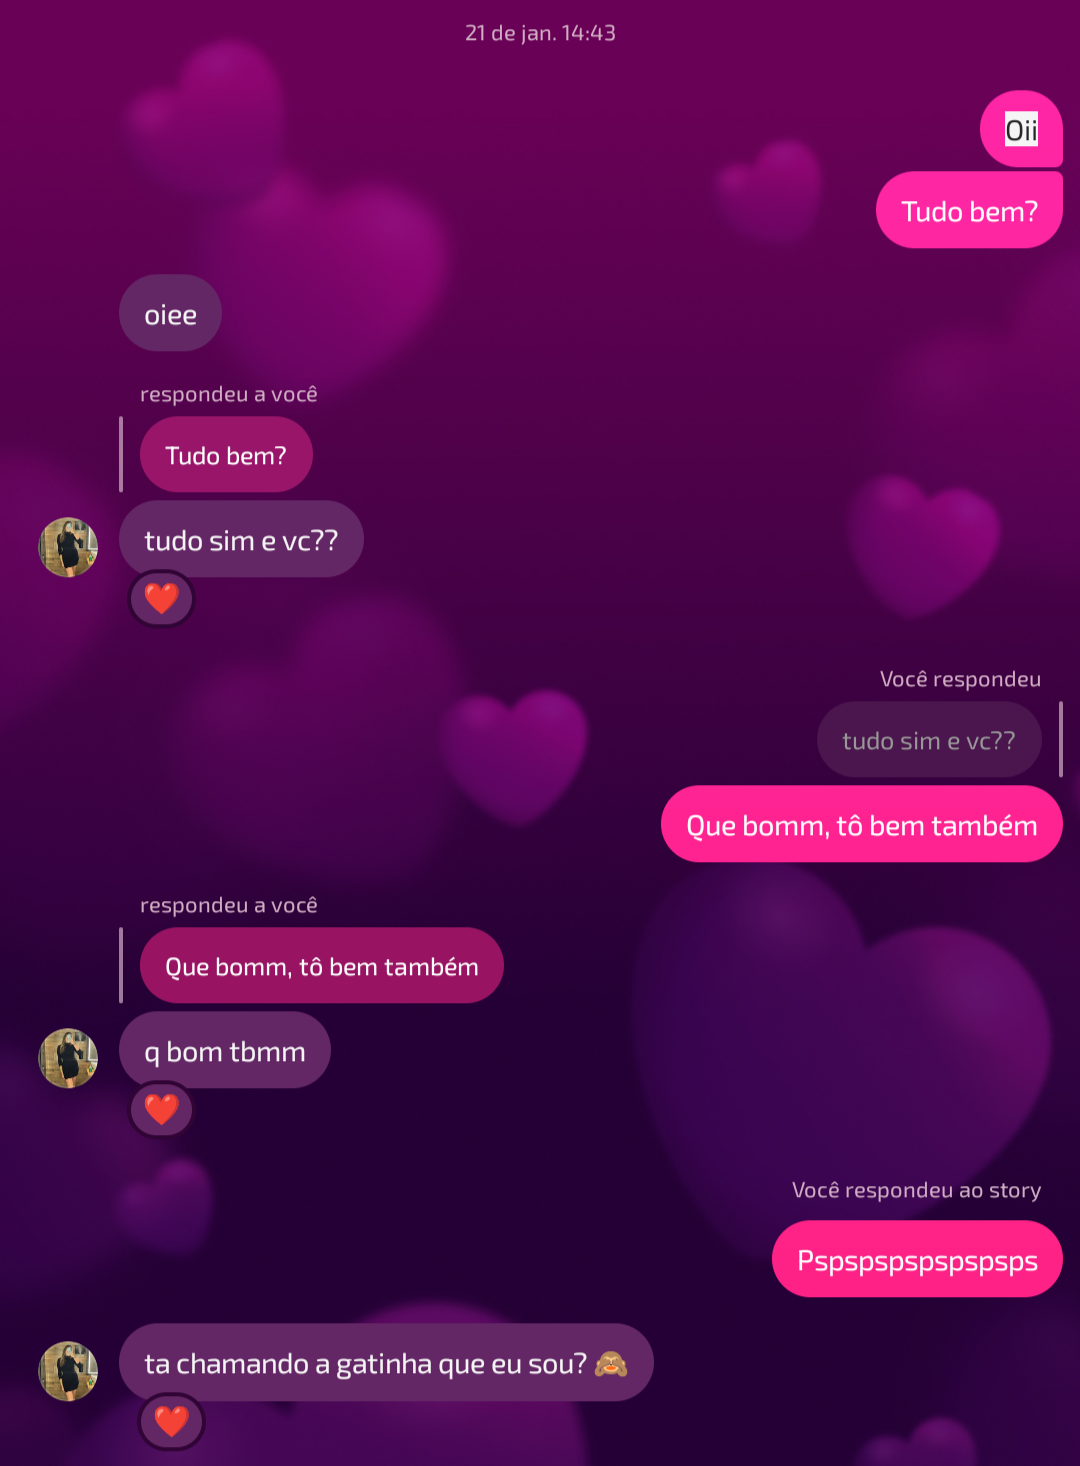 21 de jan. 14:43
Oii
Tudo bem?
oiee
respondeu a você
Tudo bem?
tudo sim e vc??
Você respondeu
tudo sim e vc??
Que bomm, tô bem também
respondeu a você
Que bomm, tô bem também
q bom tbmm
Você respondeu ao story
Pspspspspspspsps
ta chamando a gatinha que eu sou? 🙈